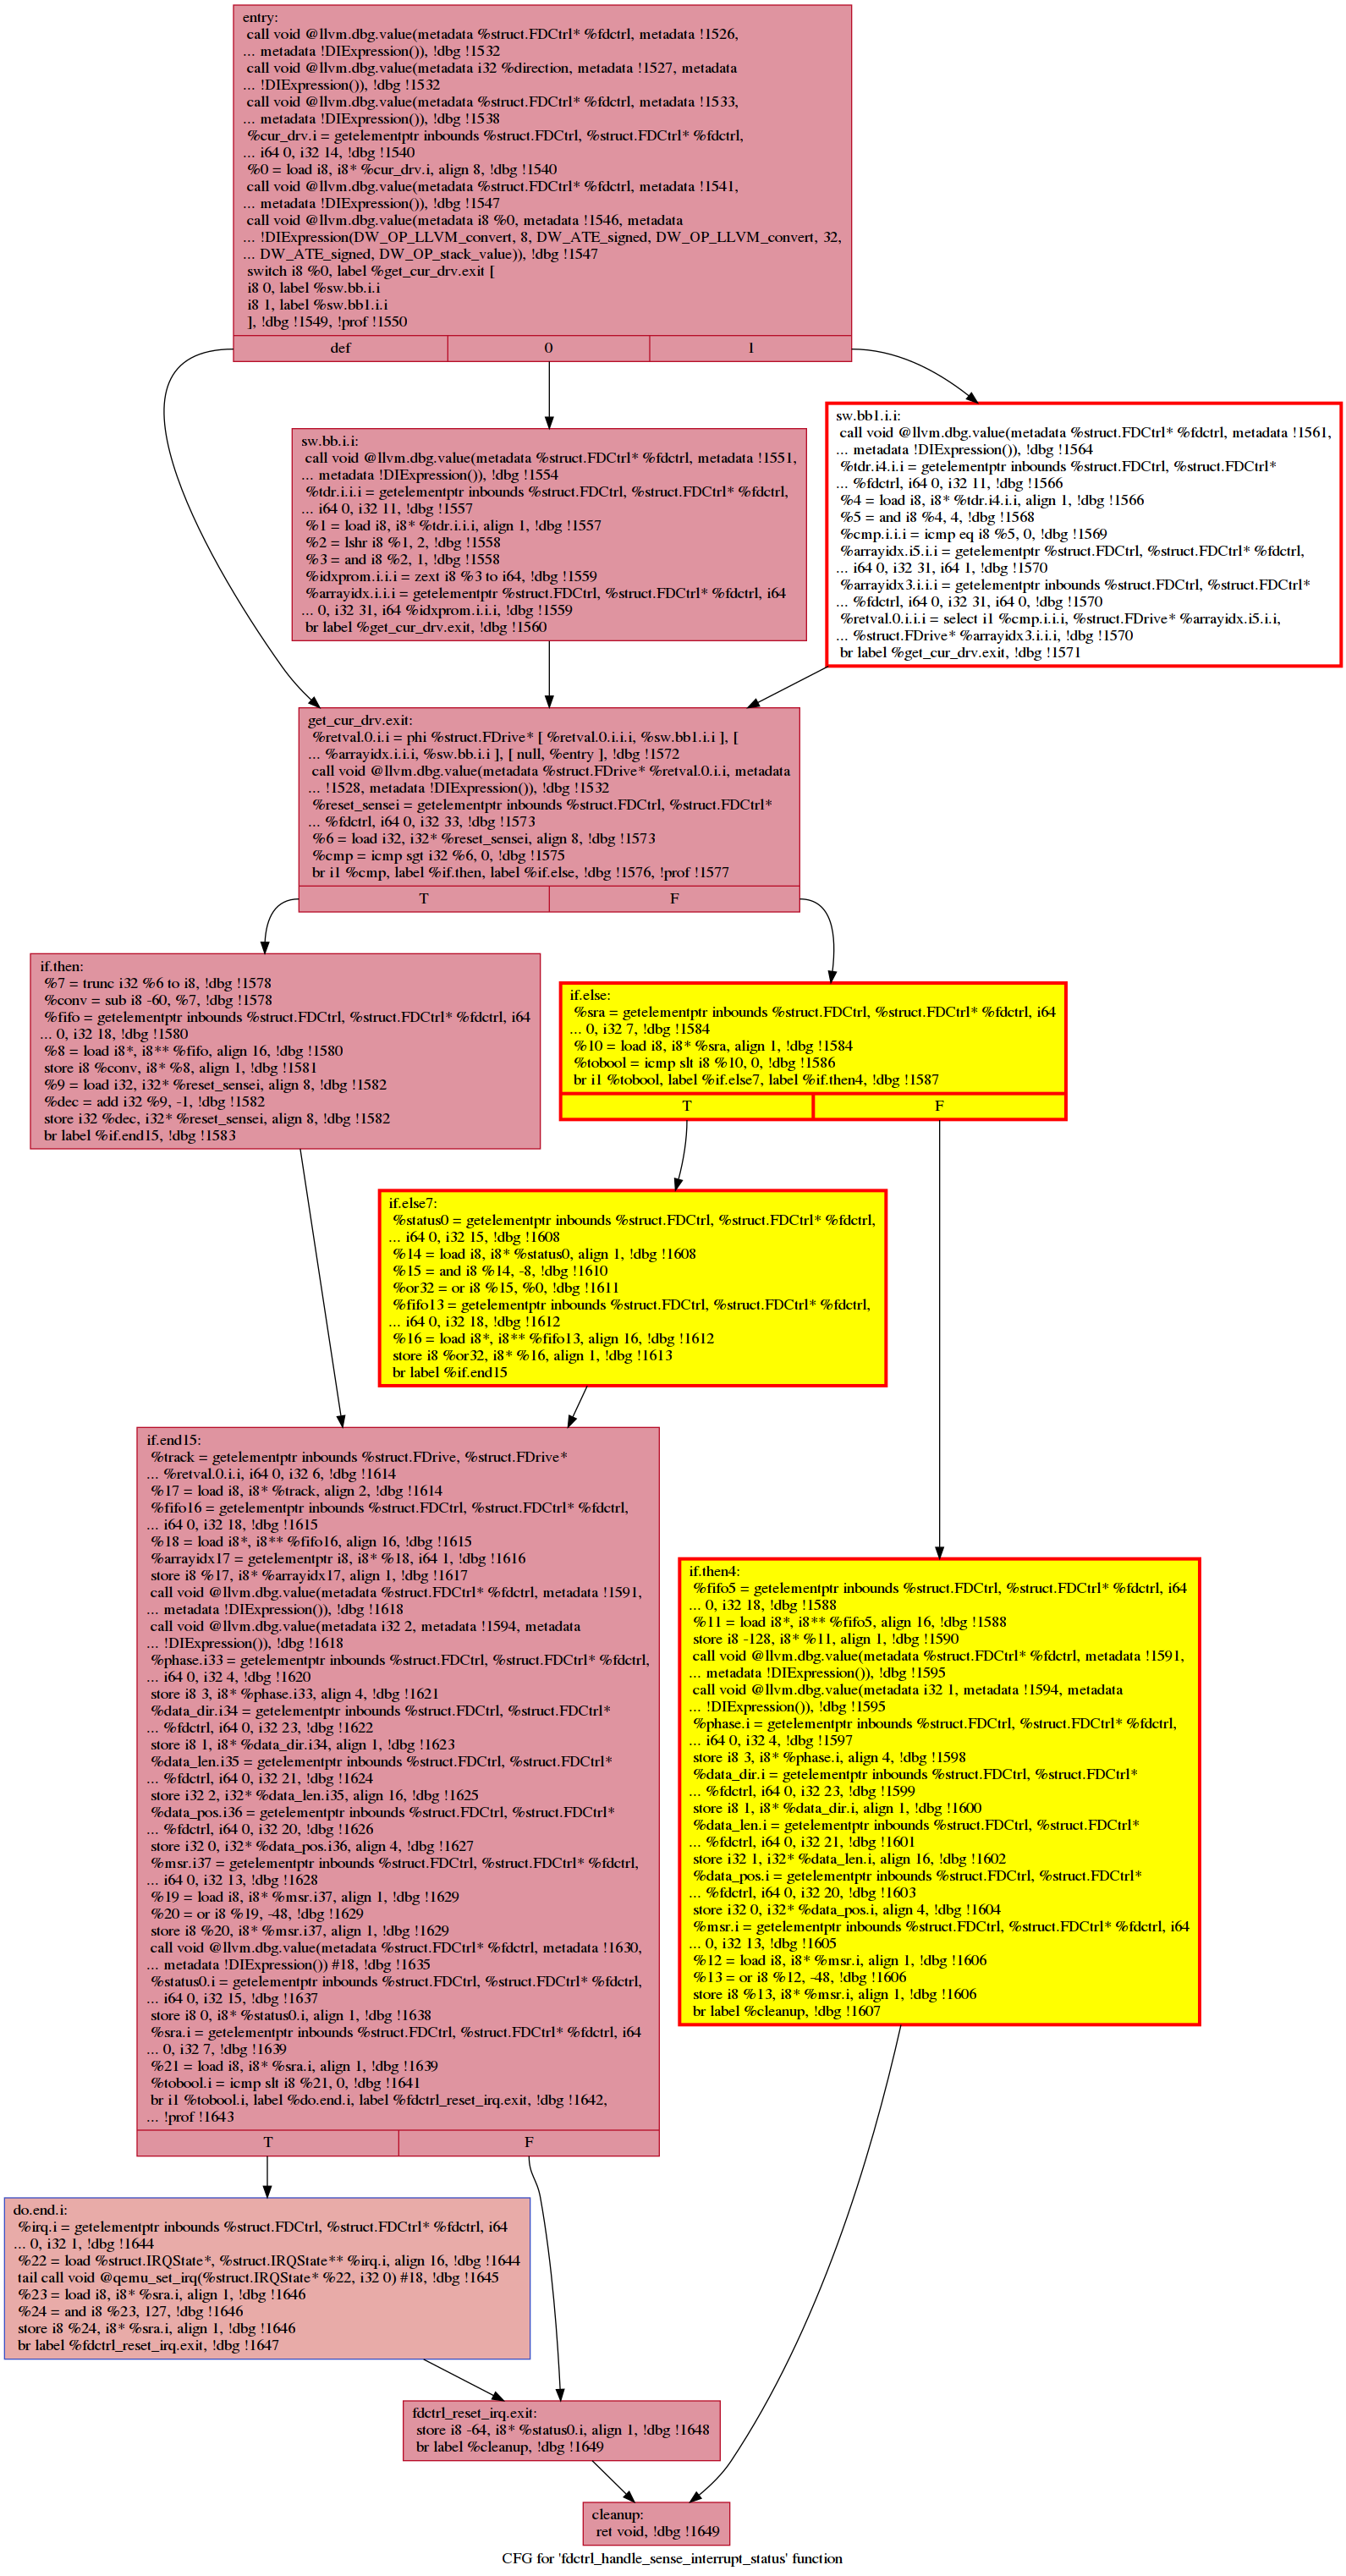 entry:
call void @llvm.dbg.value(metadata %struct.FDCtrl* %fdctrl, metadata !1526,
... metadata !DIExpression()), !dbg !1532
call void @llvm.dbg.value(metadata i32 %direction, metadata !1527, metadata
... !DIExpression()), !dbg !1532
call void @llvm.dbg.value(metadata %struct.FDCtrl* %fdctrl, metadata !1533,
... metadata !DIExpression()), !dbg !1538
%cur_drv.i = getelementptr inbounds %struct.FDCtrl, %struct.FDCtrl* %fdctrl,
... i64 0, i32 14, !dbg !1540
%0 = load i8, i8* %cur_drv.i, align 8, !dbg !1540
call void @llvm.dbg.value(metadata %struct.FDCtrl* %fdctrl, metadata !1541,
... metadata !DIExpression()), !dbg !1547
call void @llvm.dbg.value(metadata i8 %0, metadata !1546, metadata
... !DIExpression(DW_OP_LLVM_convert, 8, DW_ATE_signed, DW_OP_LLVM_convert, 32,
... DW_ATE_signed, DW_OP_stack_value)), !dbg !1547
switch i8 %0, label %get_cur_drv.exit [
i8 0, label %sw.bb.i.i
i8 1, label %sw.bb1.i.i
], !dbg !1549, !prof !1550
def 0 1
sw.bb.i.i:
call void @llvm.dbg.value(metadata %struct.FDCtrl* %fdctrl, metadata !1551,
... metadata !DIExpression()), !dbg !1554
%tdr.i.i.i = getelementptr inbounds %struct.FDCtrl, %struct.FDCtrl* %fdctrl,
... i64 0, i32 11, !dbg !1557
%1 = load i8, i8* %tdr.i.i.i, align 1, !dbg !1557
%2 = lshr i8 %1, 2, !dbg !1558
%3 = and i8 %2, 1, !dbg !1558
%idxprom.i.i.i = zext i8 %3 to i64, !dbg !1559
%arrayidx.i.i.i = getelementptr %struct.FDCtrl, %struct.FDCtrl* %fdctrl, i64
... 0, i32 31, i64 %idxprom.i.i.i, !dbg !1559
br label %get_cur_drv.exit, !dbg !1560
sw.bb1.i.i:
call void @llvm.dbg.value(metadata %struct.FDCtrl* %fdctrl, metadata !1561,
... metadata !DIExpression()), !dbg !1564
%tdr.i4.i.i = getelementptr inbounds %struct.FDCtrl, %struct.FDCtrl*
... %fdctrl, i64 0, i32 11, !dbg !1566
%4 = load i8, i8* %tdr.i4.i.i, align 1, !dbg !1566
%5 = and i8 %4, 4, !dbg !1568
%cmp.i.i.i = icmp eq i8 %5, 0, !dbg !1569
%arrayidx.i5.i.i = getelementptr %struct.FDCtrl, %struct.FDCtrl* %fdctrl,
... i64 0, i32 31, i64 1, !dbg !1570
%arrayidx3.i.i.i = getelementptr inbounds %struct.FDCtrl, %struct.FDCtrl*
... %fdctrl, i64 0, i32 31, i64 0, !dbg !1570
%retval.0.i.i.i = select i1 %cmp.i.i.i, %struct.FDrive* %arrayidx.i5.i.i,
... %struct.FDrive* %arrayidx3.i.i.i, !dbg !1570
br label %get_cur_drv.exit, !dbg !1571
get_cur_drv.exit:
%retval.0.i.i = phi %struct.FDrive* [ %retval.0.i.i.i, %sw.bb1.i.i ], [
... %arrayidx.i.i.i, %sw.bb.i.i ], [ null, %entry ], !dbg !1572
call void @llvm.dbg.value(metadata %struct.FDrive* %retval.0.i.i, metadata
... !1528, metadata !DIExpression()), !dbg !1532
%reset_sensei = getelementptr inbounds %struct.FDCtrl, %struct.FDCtrl*
... %fdctrl, i64 0, i32 33, !dbg !1573
%6 = load i32, i32* %reset_sensei, align 8, !dbg !1573
%cmp = icmp sgt i32 %6, 0, !dbg !1575
br i1 %cmp, label %if.then, label %if.else, !dbg !1576, !prof !1577
T F
if.then:
%7 = trunc i32 %6 to i8, !dbg !1578
%conv = sub i8 -60, %7, !dbg !1578
%fifo = getelementptr inbounds %struct.FDCtrl, %struct.FDCtrl* %fdctrl, i64
... 0, i32 18, !dbg !1580
%8 = load i8*, i8** %fifo, align 16, !dbg !1580
store i8 %conv, i8* %8, align 1, !dbg !1581
%9 = load i32, i32* %reset_sensei, align 8, !dbg !1582
%dec = add i32 %9, -1, !dbg !1582
store i32 %dec, i32* %reset_sensei, align 8, !dbg !1582
br label %if.end15, !dbg !1583
if.else:
%sra = getelementptr inbounds %struct.FDCtrl, %struct.FDCtrl* %fdctrl, i64
... 0, i32 7, !dbg !1584
%10 = load i8, i8* %sra, align 1, !dbg !1584
%tobool = icmp slt i8 %10, 0, !dbg !1586
br i1 %tobool, label %if.else7, label %if.then4, !dbg !1587
T F
if.else7:
%status0 = getelementptr inbounds %struct.FDCtrl, %struct.FDCtrl* %fdctrl,
... i64 0, i32 15, !dbg !1608
%14 = load i8, i8* %status0, align 1, !dbg !1608
%15 = and i8 %14, -8, !dbg !1610
%or32 = or i8 %15, %0, !dbg !1611
%fifo13 = getelementptr inbounds %struct.FDCtrl, %struct.FDCtrl* %fdctrl,
... i64 0, i32 18, !dbg !1612
%16 = load i8*, i8** %fifo13, align 16, !dbg !1612
store i8 %or32, i8* %16, align 1, !dbg !1613
br label %if.end15
if.end15:
%track = getelementptr inbounds %struct.FDrive, %struct.FDrive*
... %retval.0.i.i, i64 0, i32 6, !dbg !1614
%17 = load i8, i8* %track, align 2, !dbg !1614
%fifo16 = getelementptr inbounds %struct.FDCtrl, %struct.FDCtrl* %fdctrl,
... i64 0, i32 18, !dbg !1615
%18 = load i8*, i8** %fifo16, align 16, !dbg !1615
%arrayidx17 = getelementptr i8, i8* %18, i64 1, !dbg !1616
store i8 %17, i8* %arrayidx17, align 1, !dbg !1617
call void @llvm.dbg.value(metadata %struct.FDCtrl* %fdctrl, metadata !1591,
... metadata !DIExpression()), !dbg !1618
call void @llvm.dbg.value(metadata i32 2, metadata !1594, metadata
... !DIExpression()), !dbg !1618
%phase.i33 = getelementptr inbounds %struct.FDCtrl, %struct.FDCtrl* %fdctrl,
... i64 0, i32 4, !dbg !1620
store i8 3, i8* %phase.i33, align 4, !dbg !1621
%data_dir.i34 = getelementptr inbounds %struct.FDCtrl, %struct.FDCtrl*
... %fdctrl, i64 0, i32 23, !dbg !1622
store i8 1, i8* %data_dir.i34, align 1, !dbg !1623
%data_len.i35 = getelementptr inbounds %struct.FDCtrl, %struct.FDCtrl*
... %fdctrl, i64 0, i32 21, !dbg !1624
store i32 2, i32* %data_len.i35, align 16, !dbg !1625
%data_pos.i36 = getelementptr inbounds %struct.FDCtrl, %struct.FDCtrl*
... %fdctrl, i64 0, i32 20, !dbg !1626
store i32 0, i32* %data_pos.i36, align 4, !dbg !1627
%msr.i37 = getelementptr inbounds %struct.FDCtrl, %struct.FDCtrl* %fdctrl,
... i64 0, i32 13, !dbg !1628
%19 = load i8, i8* %msr.i37, align 1, !dbg !1629
%20 = or i8 %19, -48, !dbg !1629
store i8 %20, i8* %msr.i37, align 1, !dbg !1629
call void @llvm.dbg.value(metadata %struct.FDCtrl* %fdctrl, metadata !1630,
... metadata !DIExpression()) #18, !dbg !1635
%status0.i = getelementptr inbounds %struct.FDCtrl, %struct.FDCtrl* %fdctrl,
... i64 0, i32 15, !dbg !1637
store i8 0, i8* %status0.i, align 1, !dbg !1638
%sra.i = getelementptr inbounds %struct.FDCtrl, %struct.FDCtrl* %fdctrl, i64
... 0, i32 7, !dbg !1639
%21 = load i8, i8* %sra.i, align 1, !dbg !1639
%tobool.i = icmp slt i8 %21, 0, !dbg !1641
br i1 %tobool.i, label %do.end.i, label %fdctrl_reset_irq.exit, !dbg !1642,
... !prof !1643
T F
if.then4:
%fifo5 = getelementptr inbounds %struct.FDCtrl, %struct.FDCtrl* %fdctrl, i64
... 0, i32 18, !dbg !1588
%11 = load i8*, i8** %fifo5, align 16, !dbg !1588
store i8 -128, i8* %11, align 1, !dbg !1590
call void @llvm.dbg.value(metadata %struct.FDCtrl* %fdctrl, metadata !1591,
... metadata !DIExpression()), !dbg !1595
call void @llvm.dbg.value(metadata i32 1, metadata !1594, metadata
... !DIExpression()), !dbg !1595
%phase.i = getelementptr inbounds %struct.FDCtrl, %struct.FDCtrl* %fdctrl,
... i64 0, i32 4, !dbg !1597
store i8 3, i8* %phase.i, align 4, !dbg !1598
%data_dir.i = getelementptr inbounds %struct.FDCtrl, %struct.FDCtrl*
... %fdctrl, i64 0, i32 23, !dbg !1599
store i8 1, i8* %data_dir.i, align 1, !dbg !1600
%data_len.i = getelementptr inbounds %struct.FDCtrl, %struct.FDCtrl*
... %fdctrl, i64 0, i32 21, !dbg !1601
store i32 1, i32* %data_len.i, align 16, !dbg !1602
%data_pos.i = getelementptr inbounds %struct.FDCtrl, %struct.FDCtrl*
... %fdctrl, i64 0, i32 20, !dbg !1603
store i32 0, i32* %data_pos.i, align 4, !dbg !1604
%msr.i = getelementptr inbounds %struct.FDCtrl, %struct.FDCtrl* %fdctrl, i64
... 0, i32 13, !dbg !1605
%12 = load i8, i8* %msr.i, align 1, !dbg !1606
%13 = or i8 %12, -48, !dbg !1606
store i8 %13, i8* %msr.i, align 1, !dbg !1606
br label %cleanup, !dbg !1607
do.end.i:
%irq.i = getelementptr inbounds %struct.FDCtrl, %struct.FDCtrl* %fdctrl, i64
... 0, i32 1, !dbg !1644
%22 = load %struct.IRQState*, %struct.IRQState** %irq.i, align 16, !dbg !1644
tail call void @qemu_set_irq(%struct.IRQState* %22, i32 0) #18, !dbg !1645
%23 = load i8, i8* %sra.i, align 1, !dbg !1646
%24 = and i8 %23, 127, !dbg !1646
store i8 %24, i8* %sra.i, align 1, !dbg !1646
br label %fdctrl_reset_irq.exit, !dbg !1647
fdctrl_reset_irq.exit:
store i8 -64, i8* %status0.i, align 1, !dbg !1648
br label %cleanup, !dbg !1649
cleanup:
ret void, !dbg !1649
CFG for 'fdctrl_handle_sense_interrupt_status' function